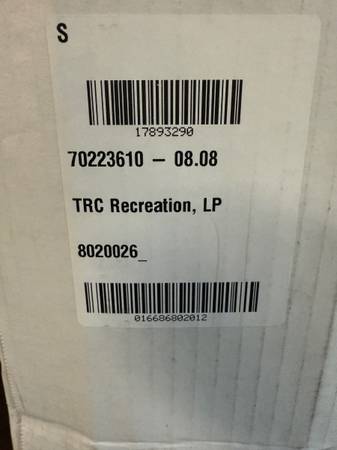 S
17893290
70223610 – 08.08
TRC Recreation, LP
8020026_
016686802012